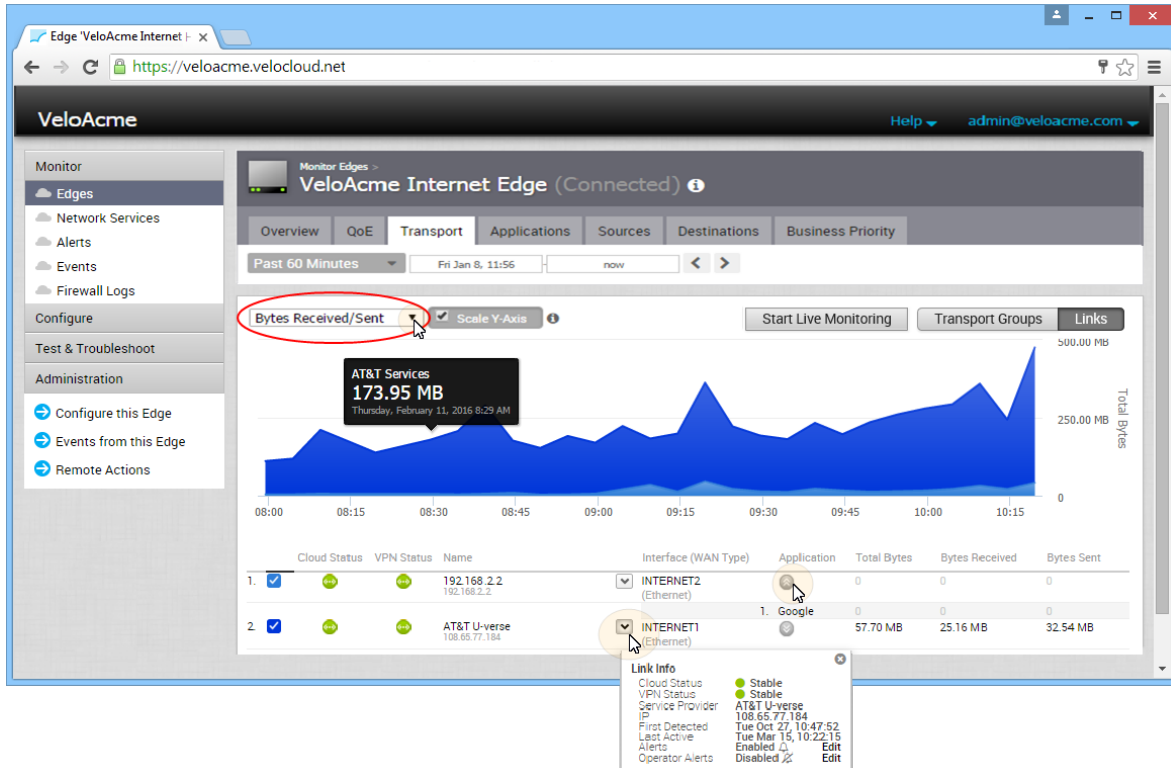 Edge 'VeloAcme Internet
https://veloacme.velocloud.net
VeloAcme
Help
admin@veloacme.com
Monitor
Edges
Network Services
Alerts
Events
Firewall Logs
Configure
Test & Troubleshoot
Administration
Configure this Edge
Events from this Edge
Remote Actions
Monitor Edges >
VeloAcme Internet Edge (Connected)
Overview QoE Transport Applications Sources Destinations Business Priority
Past 60 Minutes Fri Jan 8, 11:56 - now
Bytes Received/Sent Scale Y-Axis Start Live Monitoring Transport Groups Links
500.00 MB
250.00 MB
0
Total Bytes
AT&T Services
173.95 MB
Thursday, February 11, 2016 8:29 AM
08:00 08:15 08:30 08:45 09:00 09:15 09:30 09:45 10:00 10:15
Cloud Status VPN Status Name Interface (WAN Type) Application Total Bytes Bytes Received Bytes Sent
1. 192.168.2.2 INTERNET2 0 0 0
192.168.2.2 (Ethernet)
1. Google 0 0 0
2. AT&T U-verse INTERNET1 57.70 MB 25.16 MB 32.54 MB
108.65.77.184 (Ethernet)
Link Info
Cloud Status Stable
VPN Status Stable
Service Provider AT&T U-verse
IP 108.65.77.184
First Detected Tue Oct 27, 10:47:52
Last Active Tue Mar 15, 10:22:15
Alerts Enabled Edit
Operator Alerts Disabled Edit